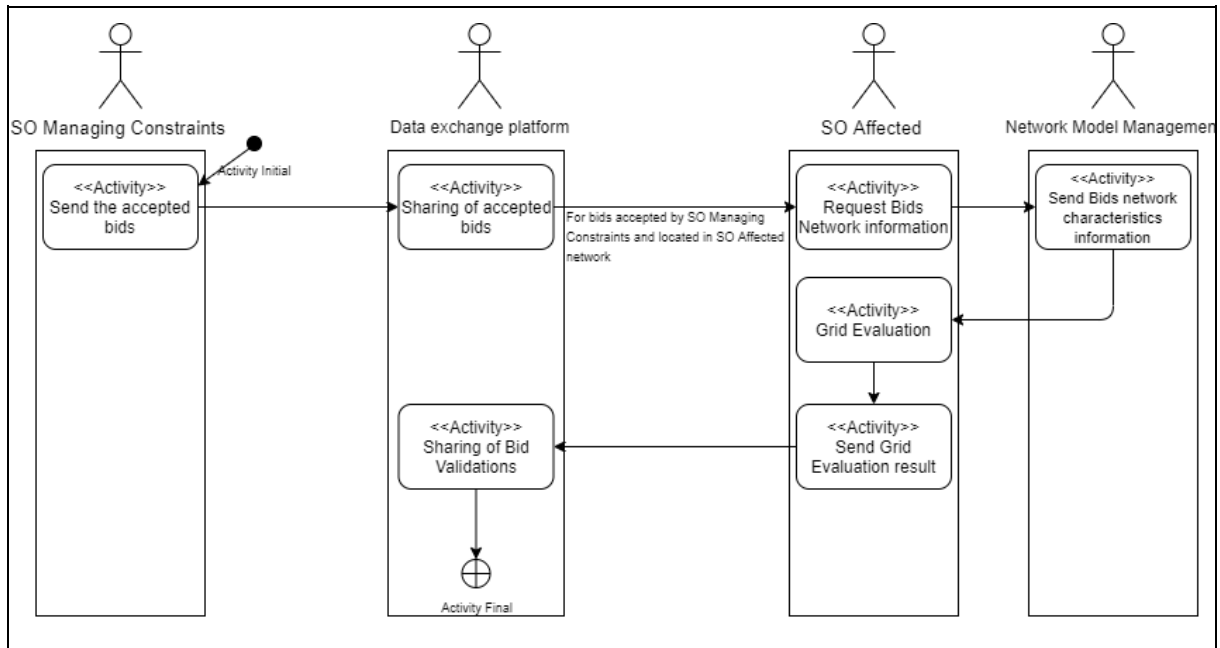 SO Managing Constraints
Data exchange platform
SO Affected
Network Model Managemen
Activity Initial
<<Activity>>
Send the accepted
bids
<<Activity>>
Sharing of accepted
bids
For bids accepted by SO Managing
Constraints and located in SO Affected
network
<<Activity>>
Request Bids
Network information
<<Activity>>
Send Bids network
characteristics
information
<<Activity>>
Grid Evaluation
<<Activity>>
Send Grid
Evaluation result
<<Activity>>
Sharing of Bid
Validations
Activity Final